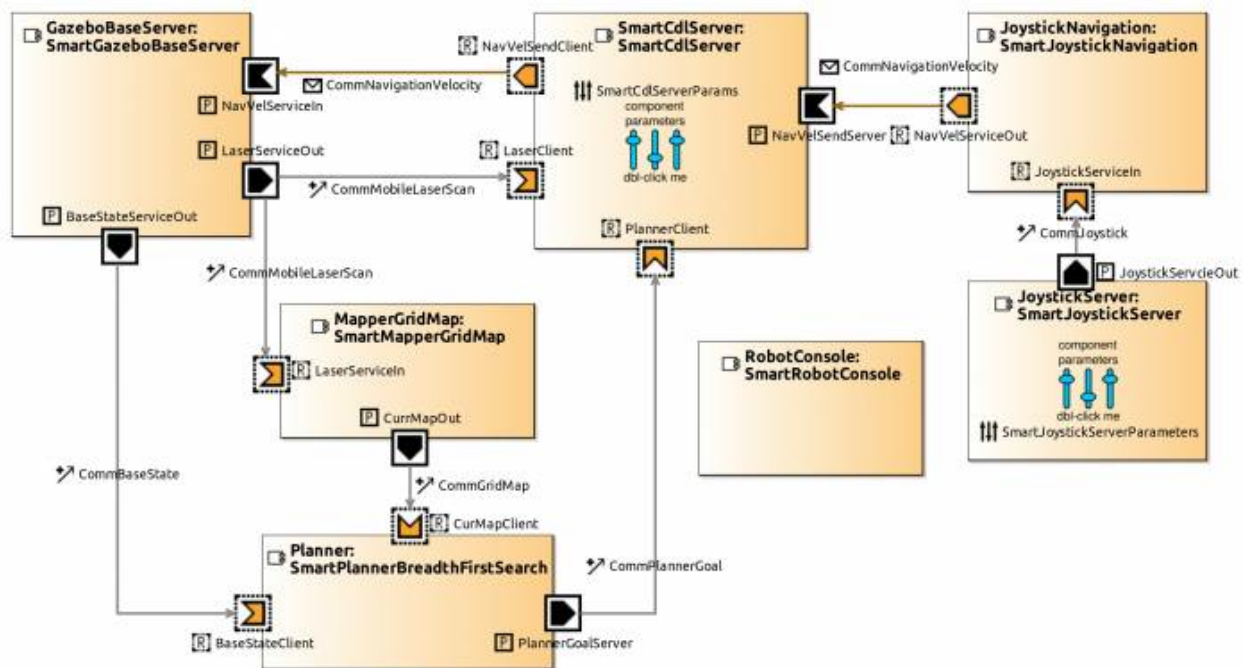 GazeboBaseServer:
SmartGazeboBaseServer
P NavVelServiceIn
P LaserServiceOut
P BaseStateServiceOut
CommNavigationVelocity
CommMobileLaserScan
CommMobileLaserScan
R NavVelSendClient
SmartCdlServer:
SmartCdlServer
SmartCdlServerParams
component
parameters
dbl-click me
R LaserClient
R PlannerClient
P NavVelSendServer
CommNavigationVelocity
R NavVelServiceOut
JoystickNavigation:
SmartJoystickNavigation
R JoystickServiceIn
CommJoystick
P JoystickServcieOut
JoystickServer:
SmartJoystickServer
component
parameters
dbl-click me
SmartJoystickServerParameters
MapperGridMap:
SmartMapperGridMap
R LaserServiceIn
P CurrMapOut
CommGridMap
R CurMapClient
RobotConsole:
SmartRobotConsole
CommBaseState
Planner:
SmartPlannerBreadthFirstSearch
R BaseStateClient
P PlannerGoalServer
CommPlannerGoal